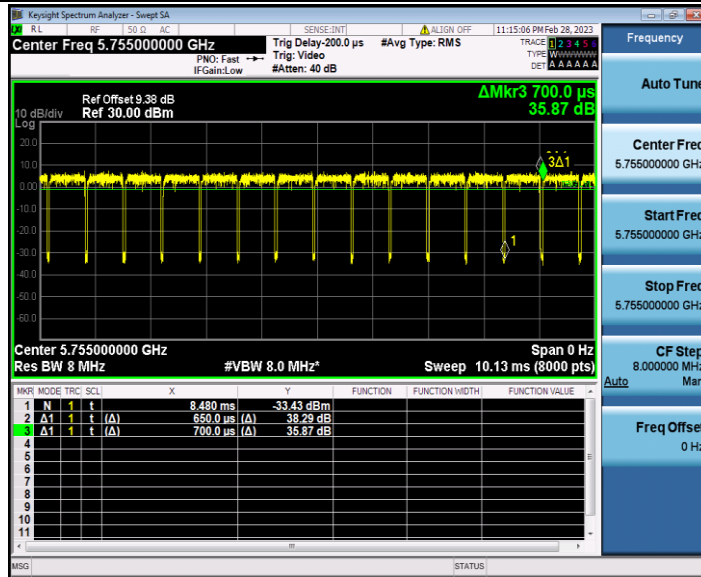 Keysight Spectrum Analyzer - Swept SA
RL RF 50 Ω AC SENSE:INT ALIGN OFF 11:15:06 PM Feb 28, 2023
Center Freq 5.755000000 GHz
Trig Delay-200.0 µs #Avg Type: RMS
TRACE 1 2 3 4 5 6
PNO: Fast Trig: Video
TYPE W
IFGain:Low #Atten: 40 dB
DET A A A A A A
Ref Offset 9.38 dB
ΔMkr3 700.0 µs
10 dB/div Ref 30.00 dBm
35.87 dB
Log
20.0
10.0
0.00
-10.0
-20.0
-30.0
-40.0
-50.0
-60.0
3Δ1
1
Center 5.755000000 GHz Span 0 Hz
Res BW 8 MHz #VBW 8.0 MHz* Sweep 10.13 ms (8000 pts)
MKR MODE TRC SCL X Y FUNCTION FUNCTION WIDTH FUNCTION VALUE
1 N 1 t 8.480 ms -33.43 dBm
2 Δ1 1 t (Δ) 650.0 µs (Δ) 38.29 dB
3 Δ1 1 t (Δ) 700.0 µs (Δ) 35.87 dB
4
5
6
7
8
9
10
11
MSG STATUS
Frequency
Auto Tune
Center Freq
5.755000000 GHz
Start Freq
5.755000000 GHz
Stop Freq
5.755000000 GHz
CF Step
8.000000 MHz
Auto Man
Freq Offset
0 Hz